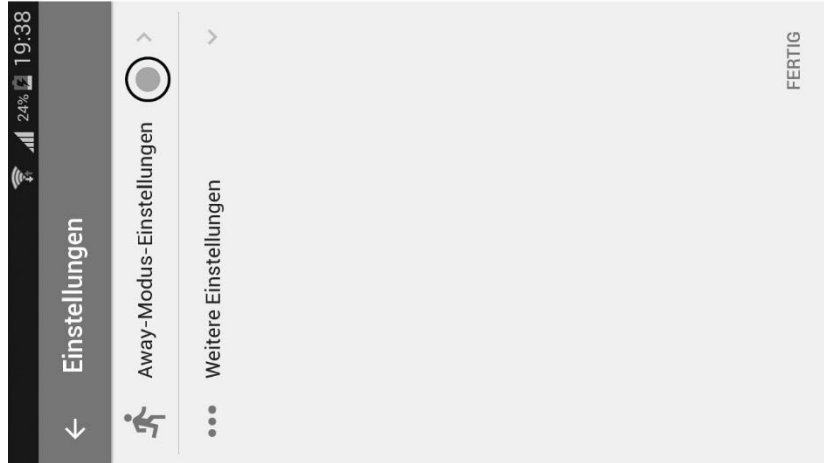 24% 19:38
Einstellungen
Away-Modus-Einstellungen
Weitere Einstellungen
FERTIG